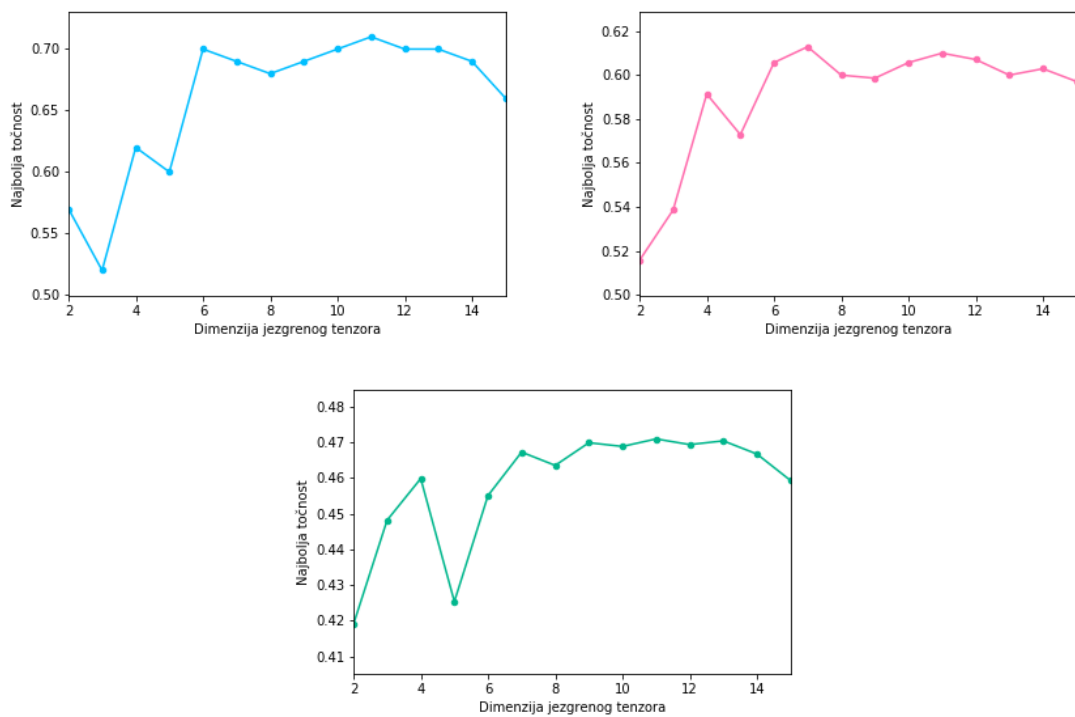 Najbolja točnost
0.70
0.65
0.60
0.55
0.50
2 4 6 8 10 12 14
Dimenzija jezgrenog tenzora
Najbolja točnost
0.62
0.60
0.58
0.56
0.54
0.52
0.50
2 4 6 8 10 12 14
Dimenzija jezgrenog tenzora
Najbolja točnost
0.48
0.47
0.46
0.45
0.44
0.43
0.42
0.41
2 4 6 8 10 12 14
Dimenzija jezgrenog tenzora